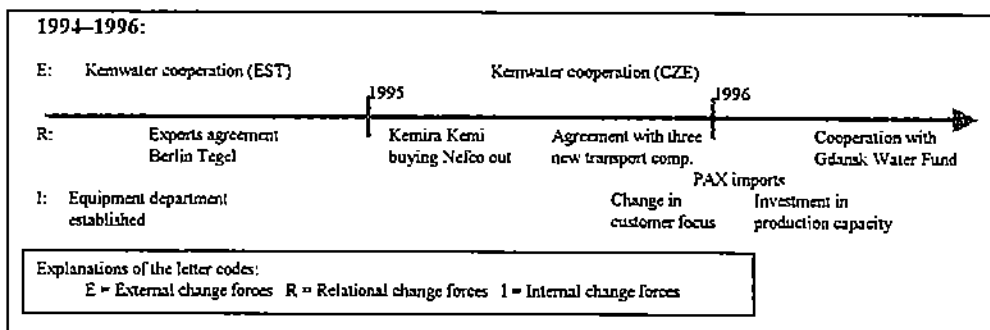 1994–1996:
E: Kemwater cooperation (EST) Kemwater cooperation (CZE)
1995 1996
R: Experts agreement Kemira Kemi Agreement with three Cooperation with
Berlin Tegel buying Nefco out new transport comp. Gdansk Water Fund
PAX imports
I: Equipment department Change in Investment in
established customer focus production capacity
Explanations of the letter codes:
E = External change forces R = Relational change forces I = Internal change forces